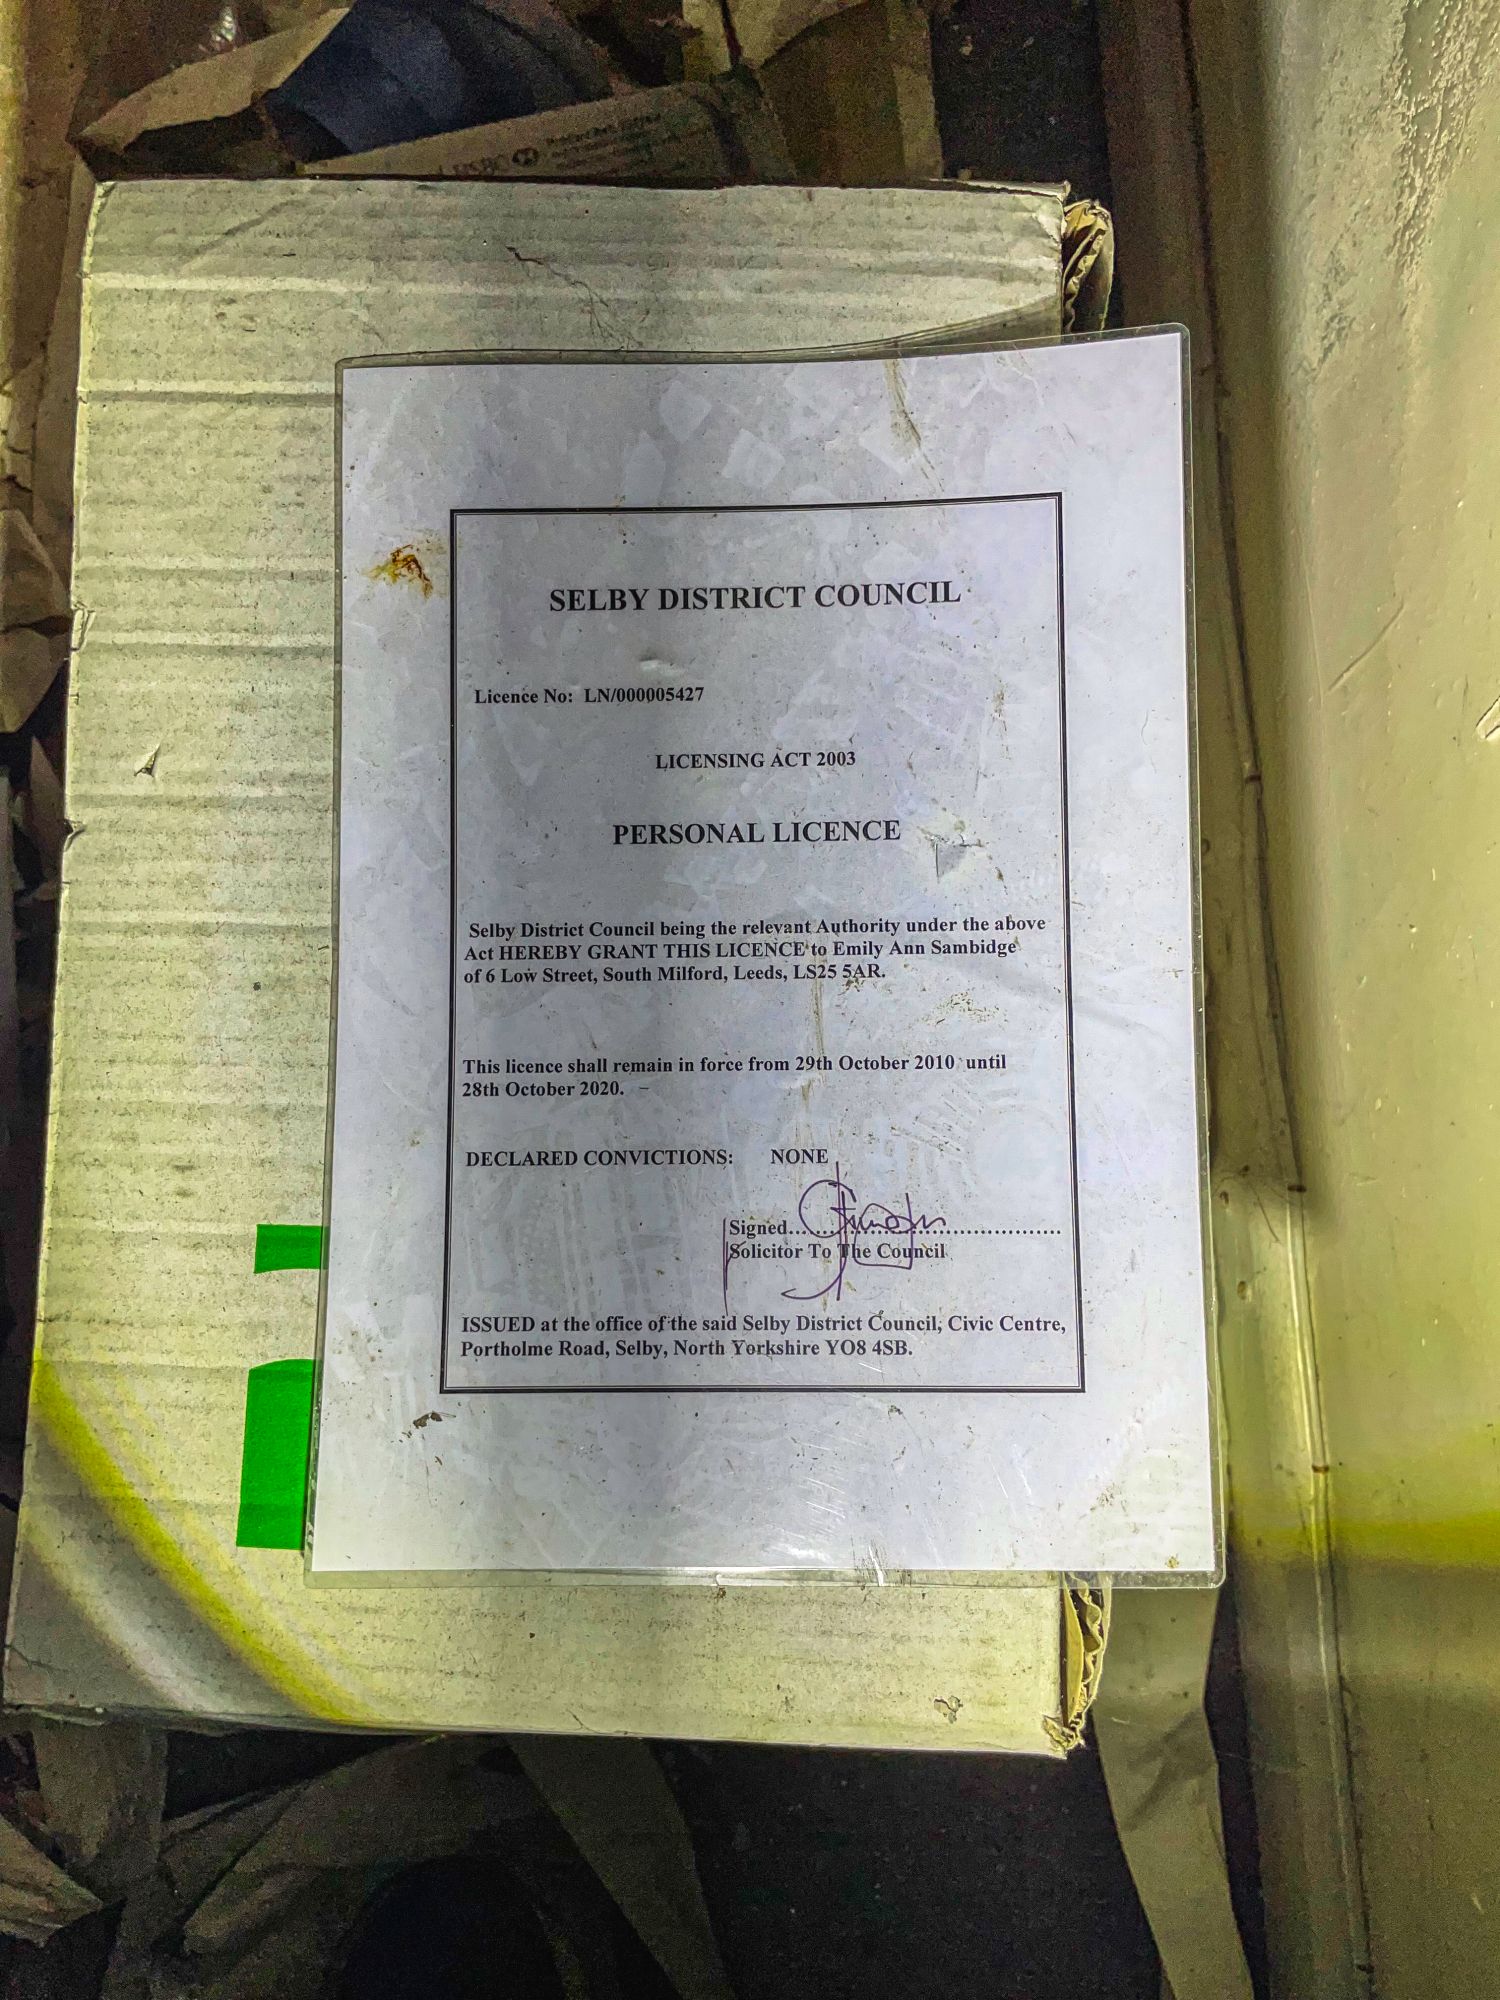 HSBC
SELBY DISTRICT COUNCIL
Licence No: LN/000005427
LICENSING ACT 2003
PERSONAL LICENCE
Selby District Council being the relevant Authority under the above
Act HEREBY GRANT THIS LICENCE to Emily Ann Sambidge
of 6 Low Street, South Milford, Leeds, LS25 5AR.
This licence shall remain in force from 29th October 2010 until
28th October 2020. –
DECLARED CONVICTIONS: NONE
Signed
Solicitor To The Council
ISSUED at the office of the said Selby District Council, Civic Centre,
Portholme Road, Selby, North Yorkshire YO8 4SB.